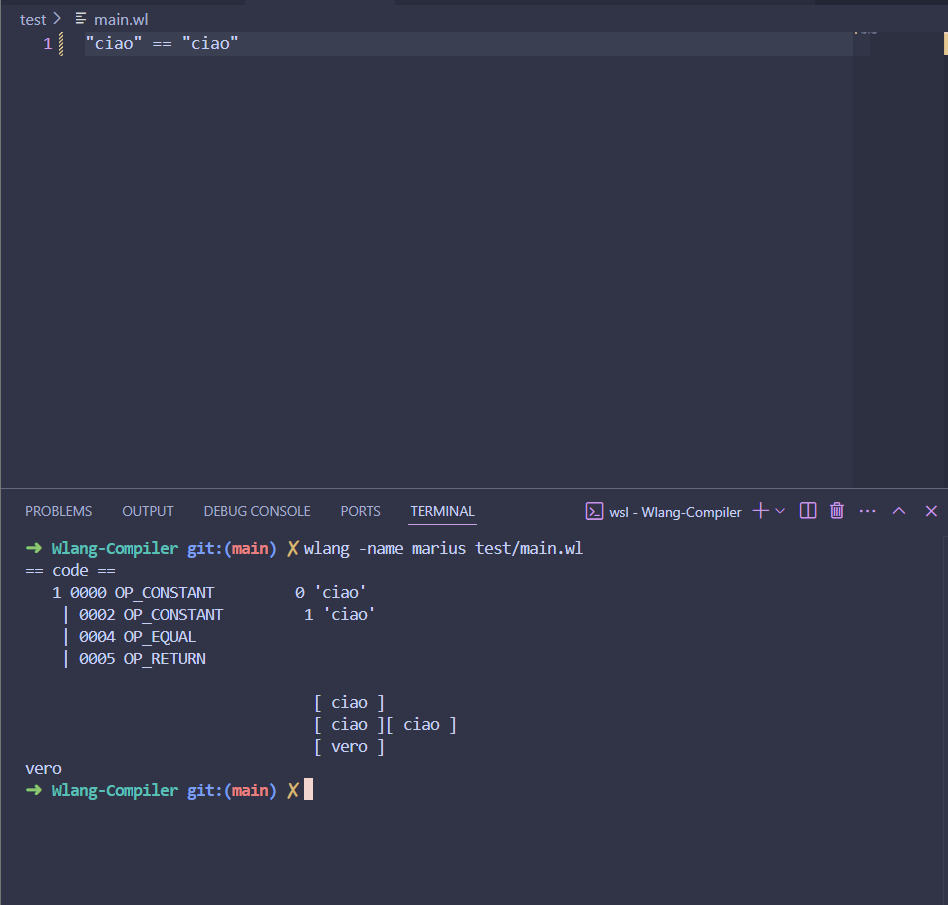 test > main.wl
1 "ciao" == "ciao"
PROBLEMS OUTPUT DEBUG CONSOLE PORTS TERMINAL wsl - Wlang-Compiler
➜ Wlang-Compiler git:(main) ✗ wlang -name marius test/main.wl
== code ==
1 0000 OP_CONSTANT 0 'ciao'
| 0002 OP_CONSTANT 1 'ciao'
| 0004 OP_EQUAL
| 0005 OP_RETURN
[ ciao ]
[ ciao ][ ciao ]
[ vero ]
vero
➜ Wlang-Compiler git:(main) ✗